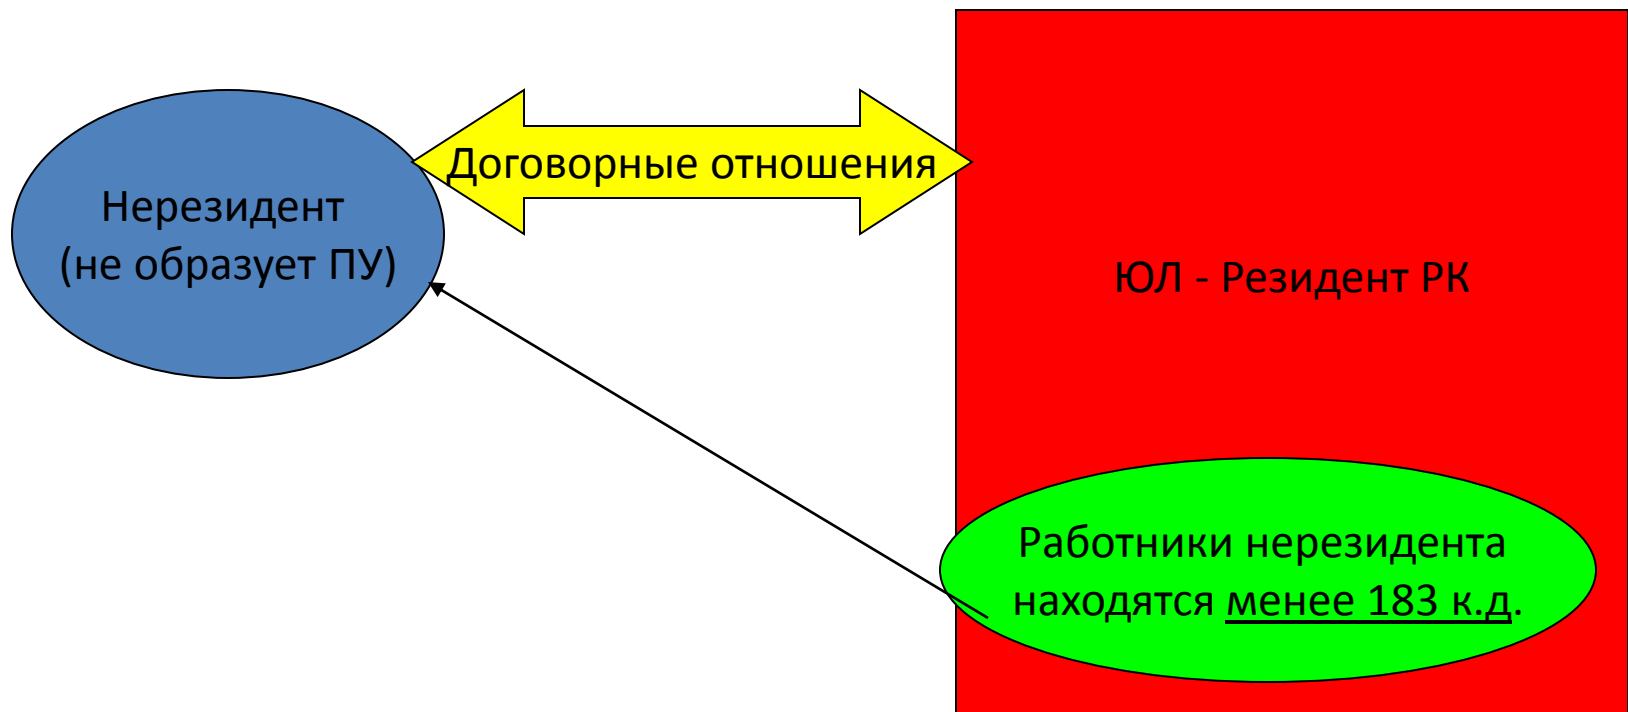 Договорные отношения
Нерезидент
(не образует ПУ)
ЮЛ - Резидент РК
Работники нерезидента
находятся менее 183 к.д.